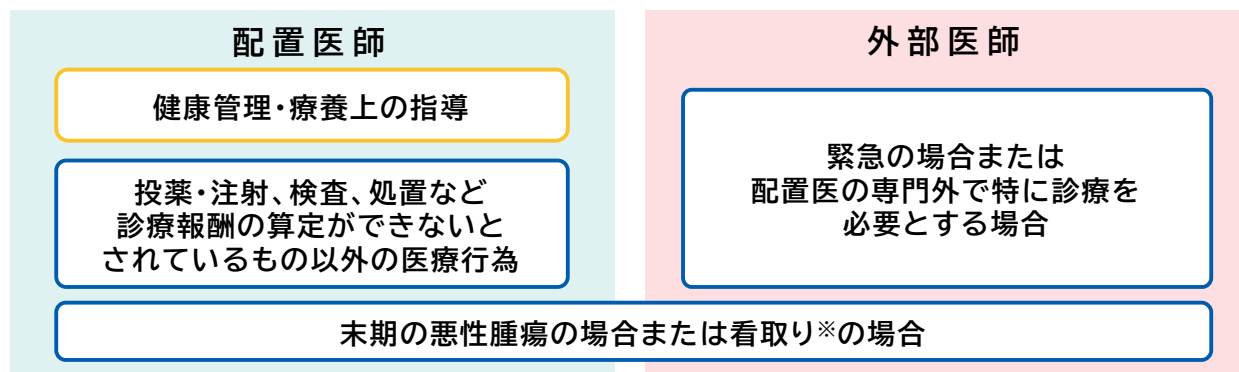 配置医師
健康管理・療養上の指導
投薬・注射、検査、処置など
診療報酬の算定ができないと
されているもの以外の医療行為
外部医師
緊急の場合または
配置医の専門外で特に診療を
必要とする場合
末期の悪性腫瘍の場合または看取り※の場合